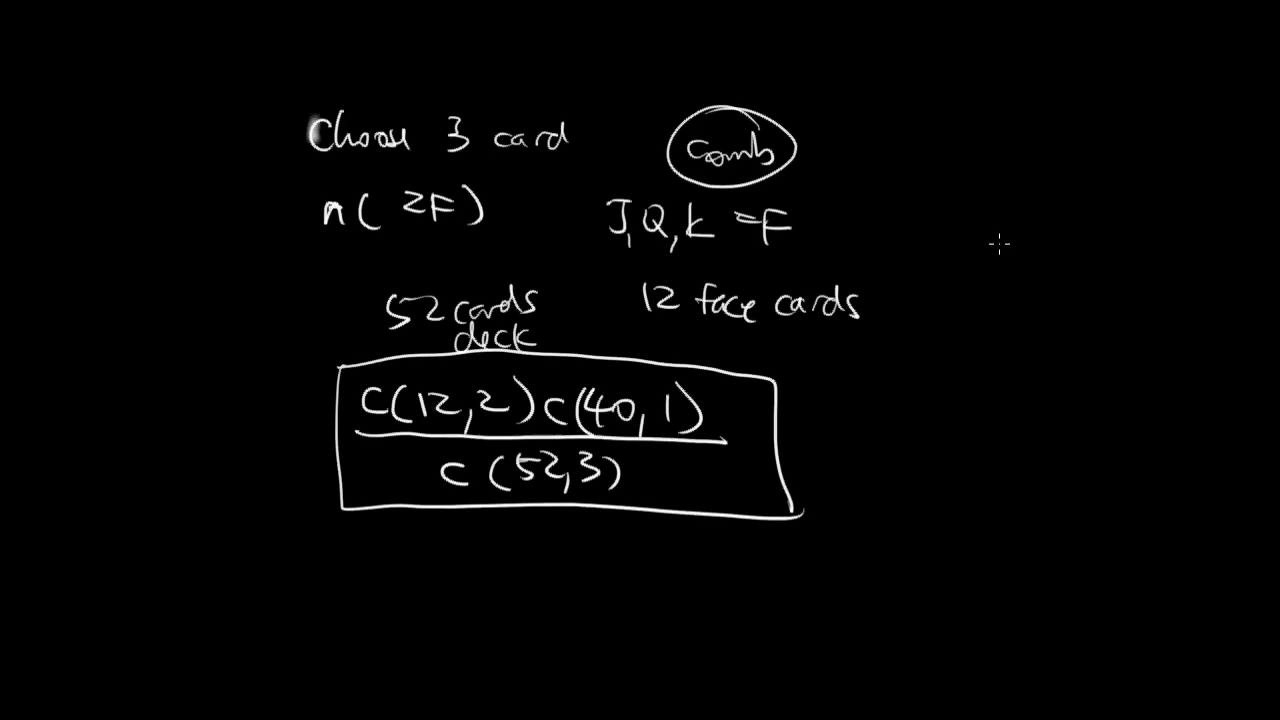 Choose 3 card
comb
n( 2F)
J, Q, K = F
52 cards
deck
12 face cards
C(12,2) C(40,1)
C (52,3)